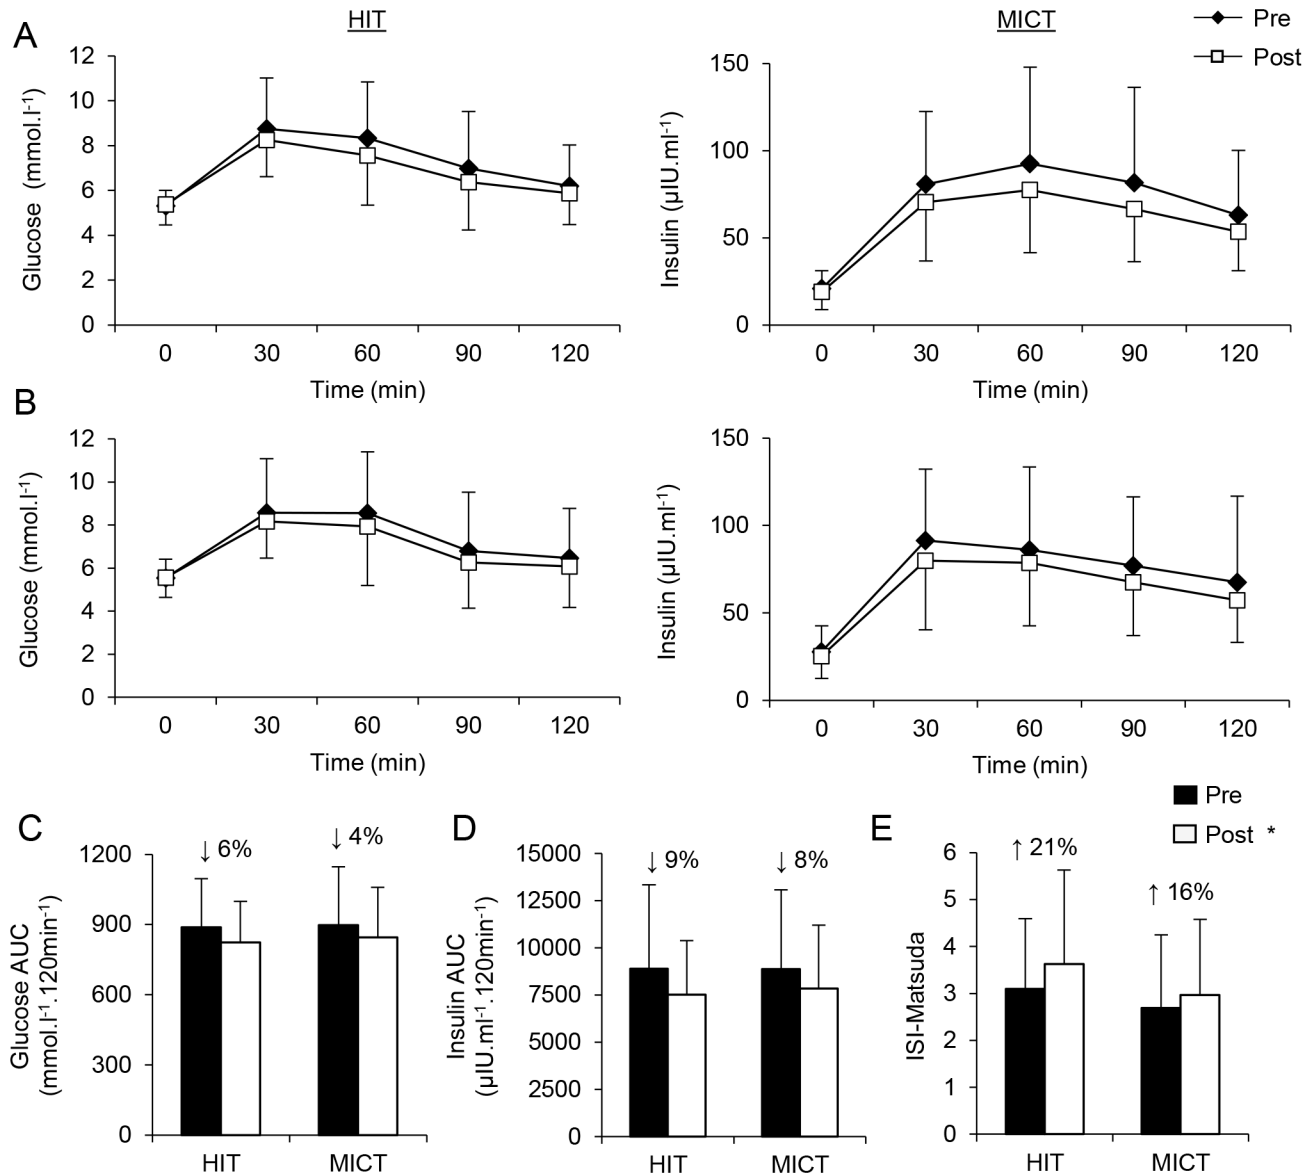 A
HIT
MICT
Pre
Post
12
10
8
6
4
2
0
Glucose (mmol.l-1)
0 30 60 90 120
Time (min)
150
100
50
0
Insulin (µIU.ml-1)
0 30 60 90 120
Time (min)
B
12
10
8
6
4
2
0
Glucose (mmol.l-1)
0 30 60 90 120
Time (min)
150
100
50
0
Insulin (µIU.ml-1)
0 30 60 90 120
Time (min)
Pre
Post *
C
↓ 6% ↓ 4%
1200
900
600
300
0
Glucose AUC
(mmol.l-1.120min-1)
HIT MICT
D
↓ 9% ↓ 8%
15000
12500
10000
7500
5000
2500
0
Insulin AUC
(µIU.ml-1.120min-1)
HIT MICT
E
↑ 21%
↑ 16%
6
5
4
3
2
1
0
ISI-Matsuda
HIT MICT